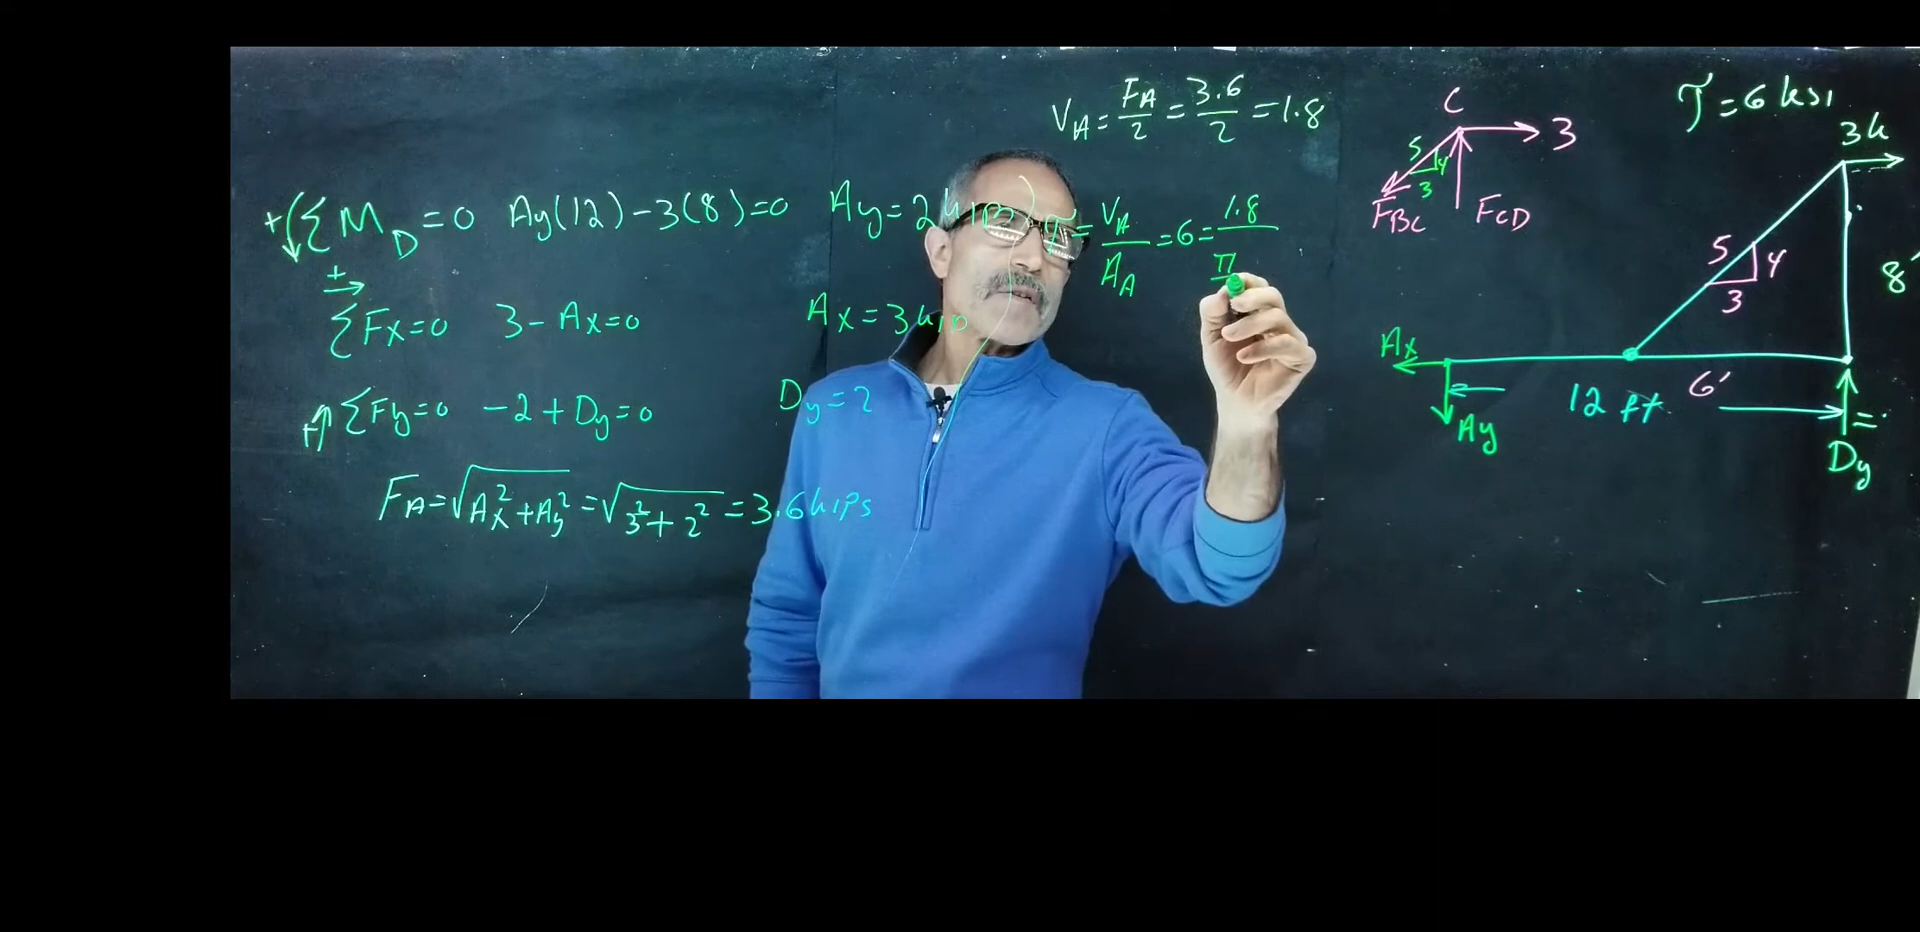 + ΣM_D = 0 Ay(12) - 3(8) = 0 Ay = 2 kip
+ → ΣFx = 0 3 - Ax = 0 Ax = 3 kip
+↑ ΣFy = 0 -2 + Dy = 0 Dy = 2
F_A = √(Ax² + Ay²) = √(3² + 2²) = 3.6 kips
V_A = F_A/2 = 3.6/2 = 1.8
τ = V_A/A_A = 6 = 1.8/π
C
3
5
4
3
F_BC
F_CD
τ = 6 ksi
3k
5
4
3
8'
Ax
Ay
12 ft
6'
=
Dy